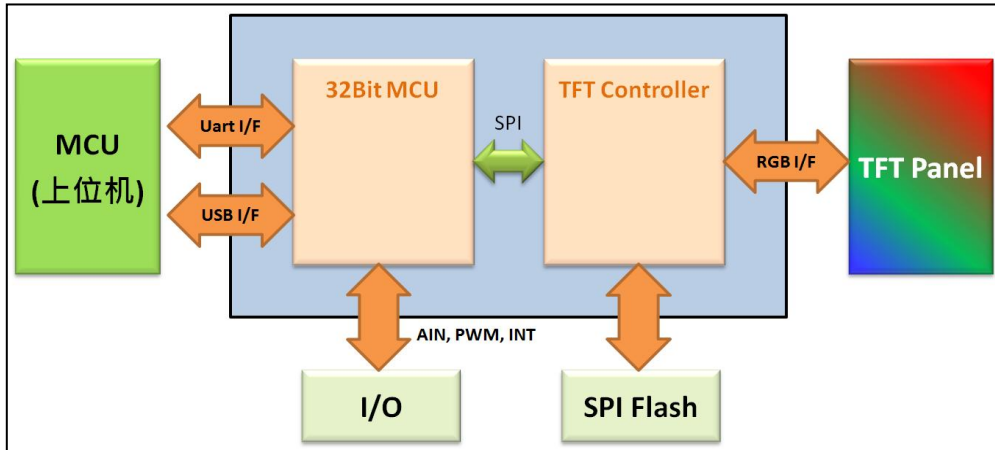 MCU
(上位机)
Uart I/F
USB I/F
32Bit MCU
SPI
TFT Controller
RGB I/F
TFT Panel
AIN, PWM, INT
I/O
SPI Flash